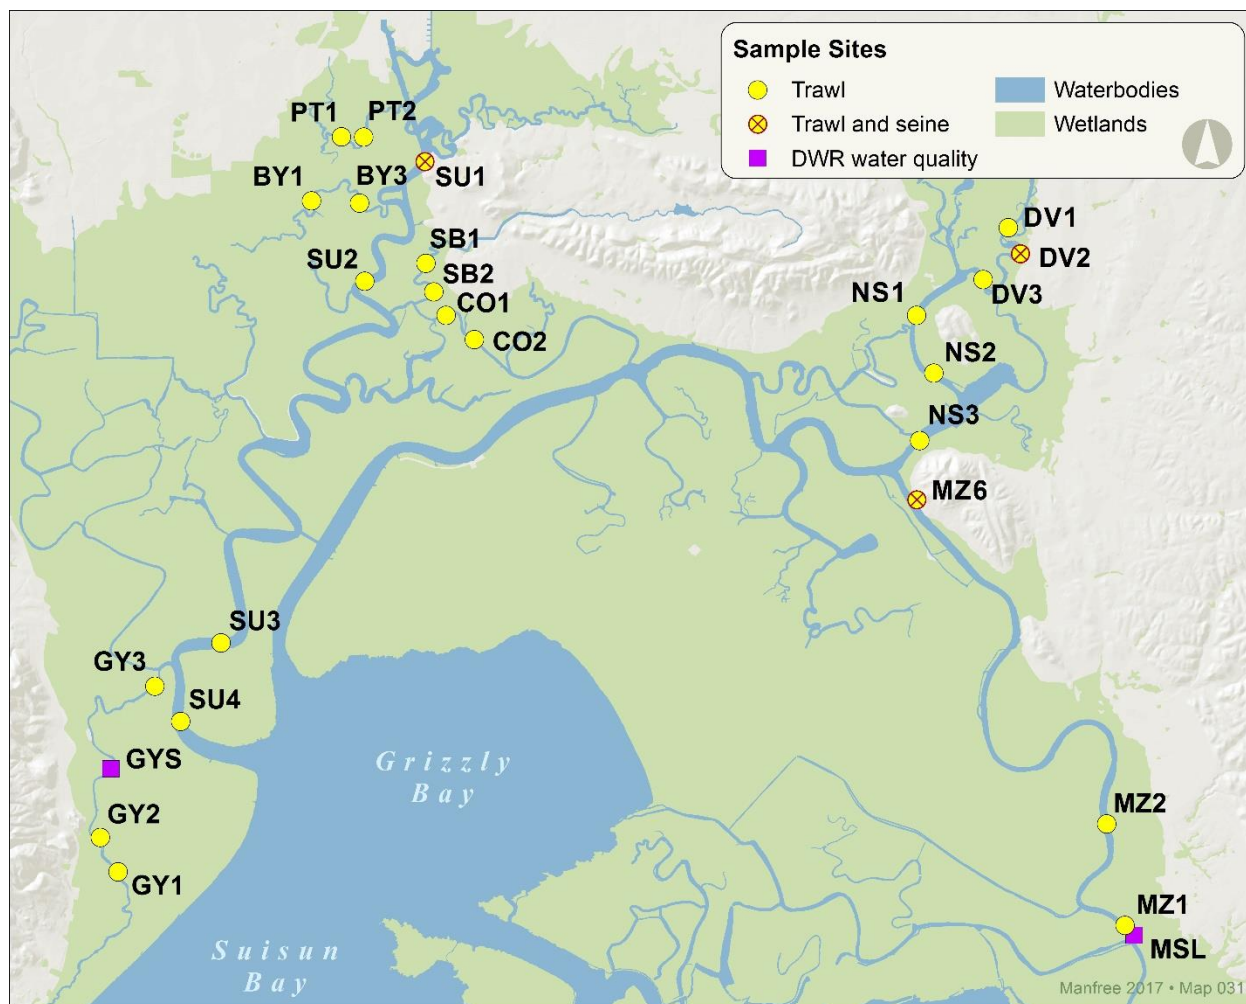 Sample Sites
Trawl
Trawl and seine
DWR water quality
Waterbodies
Wetlands
PT1
PT2
BY1
BY3
SU1
SB1
SU2
SB2
CO1
CO2
DV1
DV2
DV3
NS1
NS2
NS3
MZ6
SU3
GY3
SU4
GYS
GY2
GY1
Grizzly
Bay
Suisun
Bay
MZ2
MZ1
MSL
Manfree 2017 • Map 031